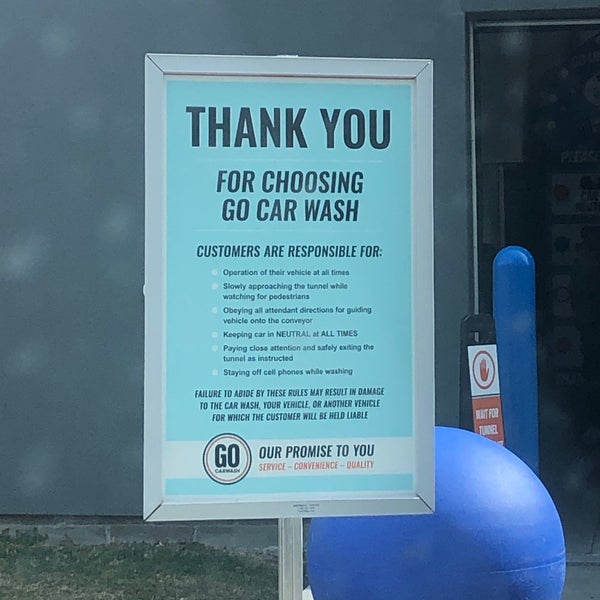 THANK YOU
FOR CHOOSING
GO CAR WASH
CUSTOMERS ARE RESPONSIBLE FOR:
Operation of their vehicle at all times
Slowly approaching the tunnel while
watching for pedestrians
Obeying all attendant directions for guiding
vehicle onto the conveyor
Keeping car in NEUTRAL at ALL TIMES
Paying close attention and safely exiting the
tunnel as instructed
Staying off cell phones while washing
FAILURE TO ABIDE BY THESE RULES MAY RESULT IN DAMAGE
TO THE CAR WASH, YOUR VEHICLE, OR ANOTHER VEHICLE
FOR WHICH THE CUSTOMER WILL BE HELD LIABLE
GO
CARWASH
OUR PROMISE TO YOU
SERVICE – CONVENIENCE – QUALITY
WAIT FOR
TUNNEL